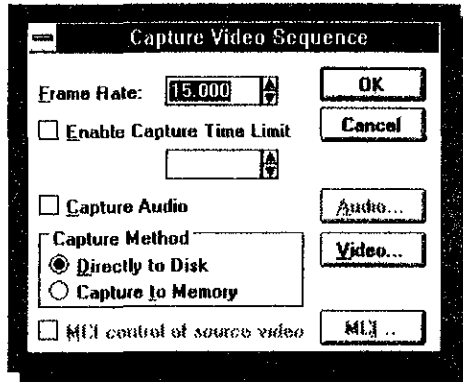 Capture Video Sequence
Frame Rate: 15.000
OK
Enable Capture Time Limit
Cancel
Capture Audio
Audio...
Capture Method
Video...
Directly to Disk
Capture to Memory
MCI control of source video
MCI...